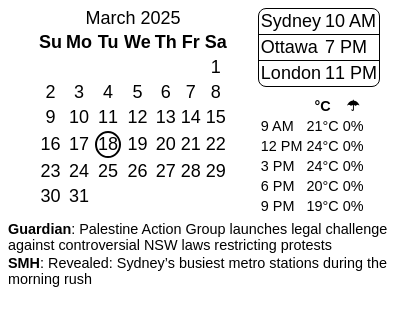 March 2025
Su Mo Tu We Th Fr Sa
1
2 3 4 5 6 7 8
9 10 11 12 13 14 15
16 17 18 19 20 21 22
23 24 25 26 27 28 29
30 31
Sydney 10 AM
Ottawa 7 PM
London 11 PM
°C ☂
9 AM 21°C 0%
12 PM 24°C 0%
3 PM 24°C 0%
6 PM 20°C 0%
9 PM 19°C 0%
Guardian: Palestine Action Group launches legal challenge
against controversial NSW laws restricting protests
SMH: Revealed: Sydney's busiest metro stations during the
morning rush